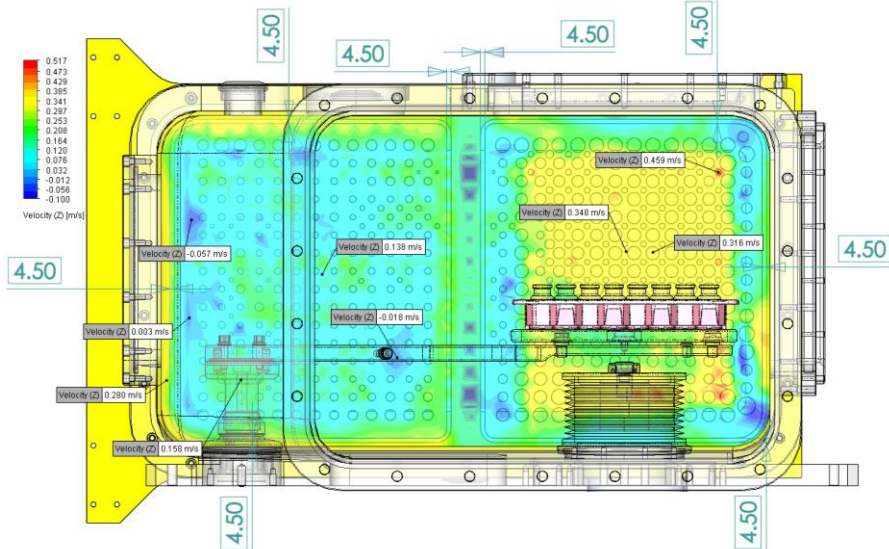 4.50
4.50
4.50
4.50
0.517
0.473
0.429
0.385
0.341
0.297
0.253
0.208
0.164
0.120
0.076
0.032
-0.012
-0.056
-0.100
Velocity (Z) [m/s]
Velocity (Z) 0.459 m/s
Velocity (Z) 0.348 m/s
Velocity (Z) 0.316 m/s
Velocity (Z) -0.057 m/s
Velocity (Z) 0.138 m/s
4.50
4.50
Velocity (Z) -0.018 m/s
Velocity (Z) 0.003 m/s
Velocity (Z) 0.280 m/s
Velocity (Z) 0.158 m/s
4.50
4.50